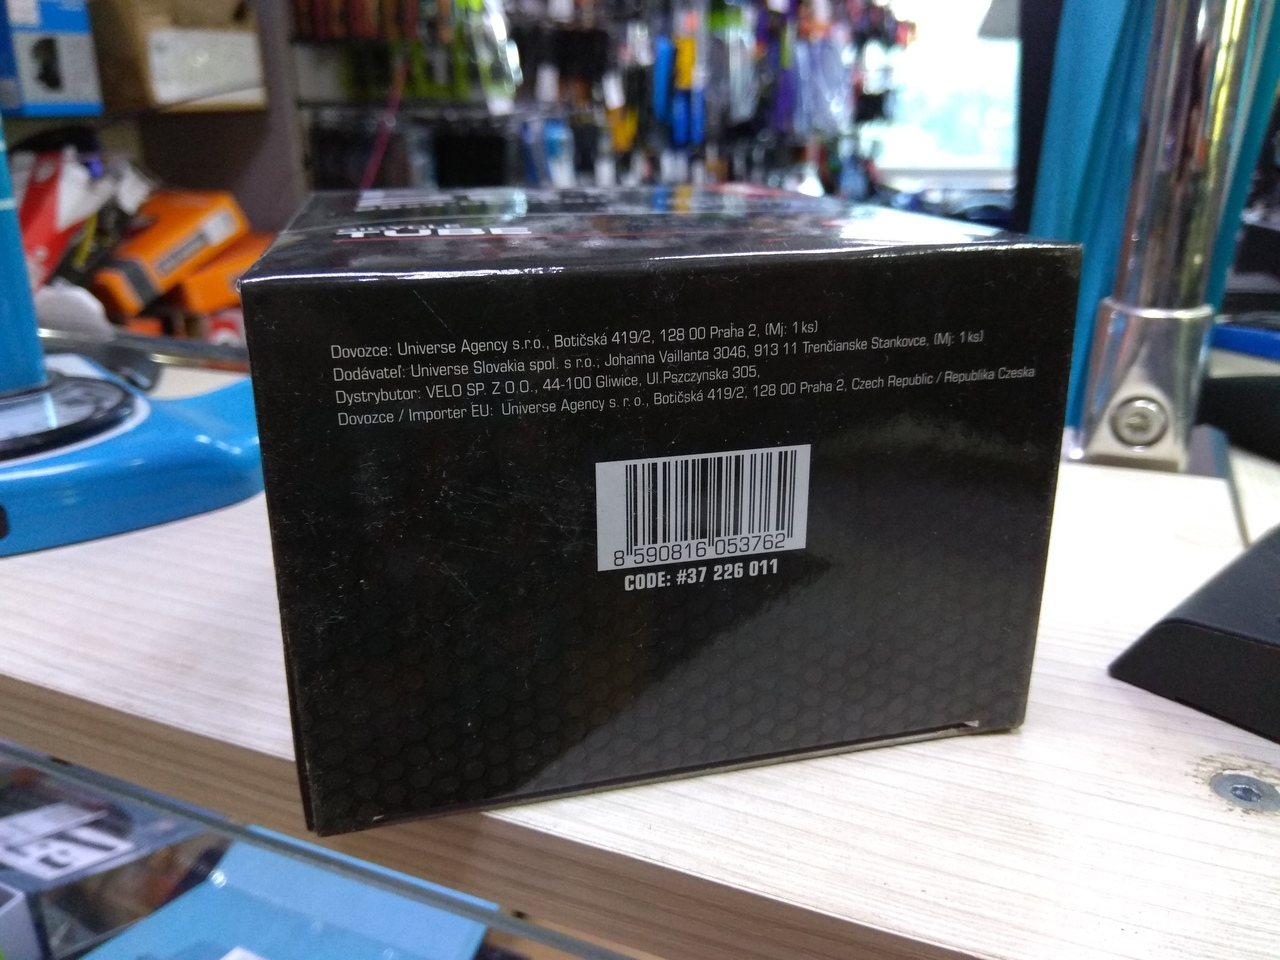 TUBE
Dovozce: Universe Agency s.r.o., Botičská 419/2, 128 00 Praha 2, (Mj: 1 ks)
Dodávateľ: Universe Slovakia spol. s r.o.; Johanna Vaillanta 3046, 913 11 Trenčianske Stankovce, (Mj: 1 ks)
Dystrybutor: VELO SP. Z O.O., 44-100 Gliwice, Ul.Pszczynska 305,
Dovozce / Importer EU: Universe Agency s. r. o., Botičská 419/2, 128 00 Praha 2, Czech Republic / Republika Czeska
8 590816 053762
CODE: #37 226 011